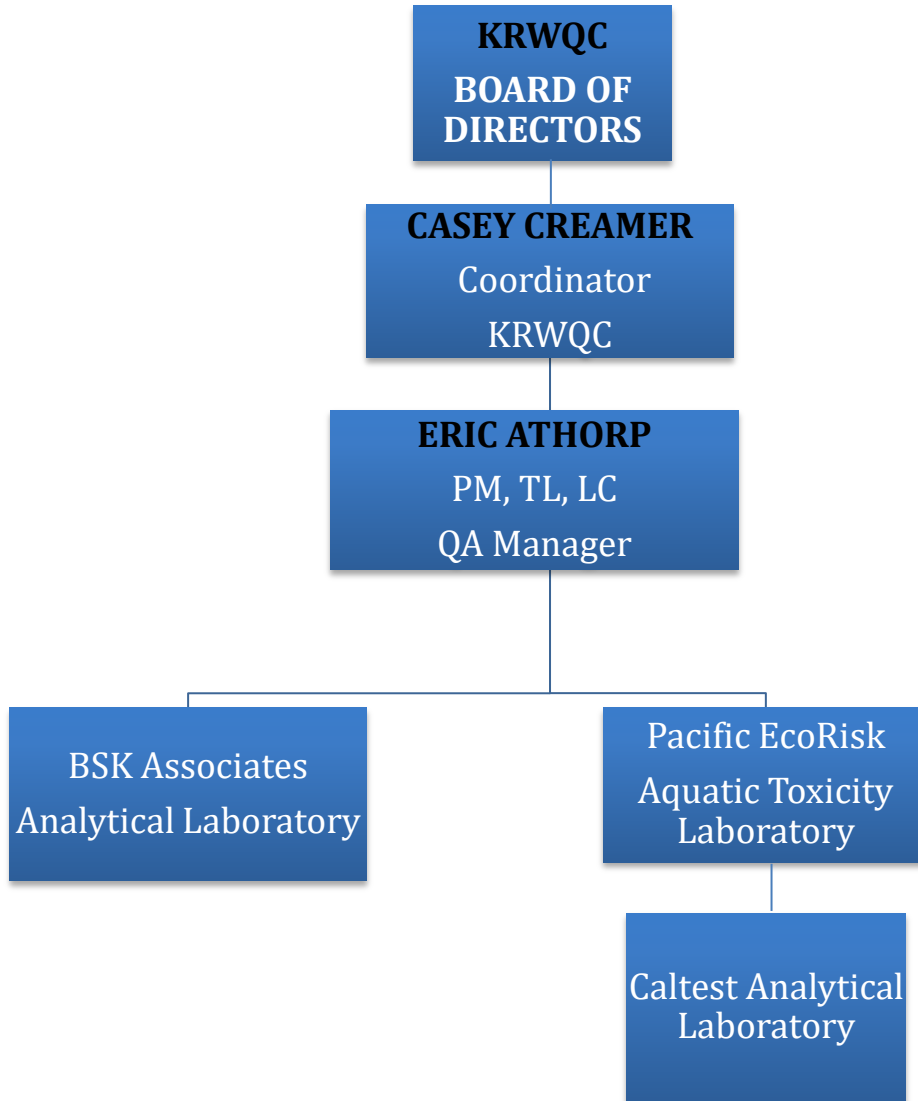 KRWQC
BOARD OF
DIRECTORS
CASEY CREAMER
Coordinator
KRWQC
ERIC ATHORP
PM, TL, LC
QA Manager
BSK Associates
Analytical Laboratory
Pacific EcoRisk
Aquatic Toxicity
Laboratory
Caltest Analytical
Laboratory